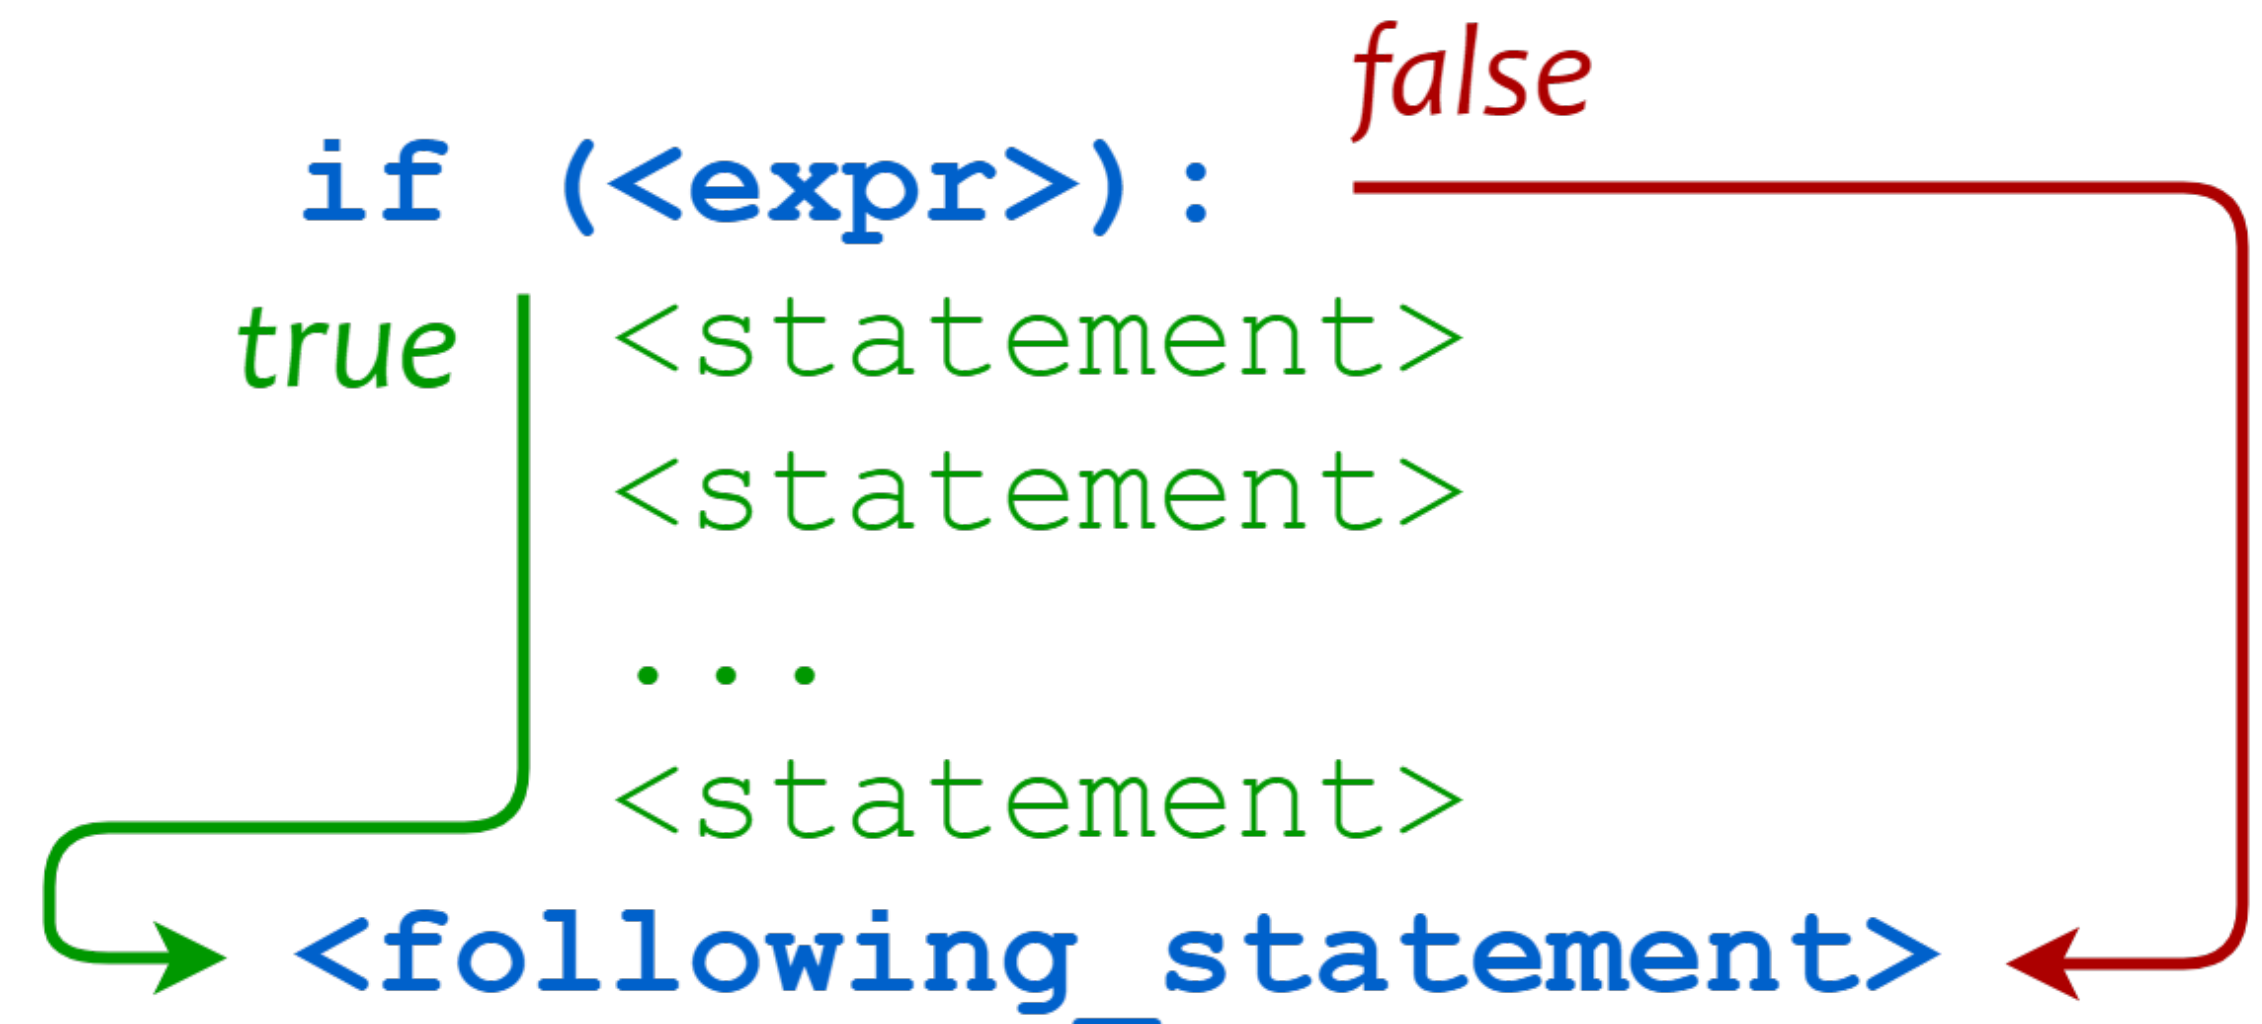 false
if (<expr>):
true <statement>
<statement>
...
<statement>
<following_statement>